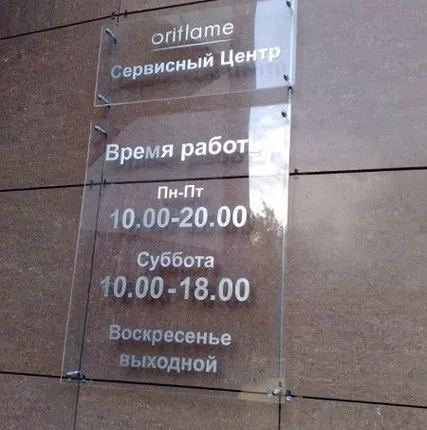 oriflame
Сервисный Центр
Время работы
Пн-Пт
10.00-20.00
Суббота
10.00-18.00
Воскресенье
выходной